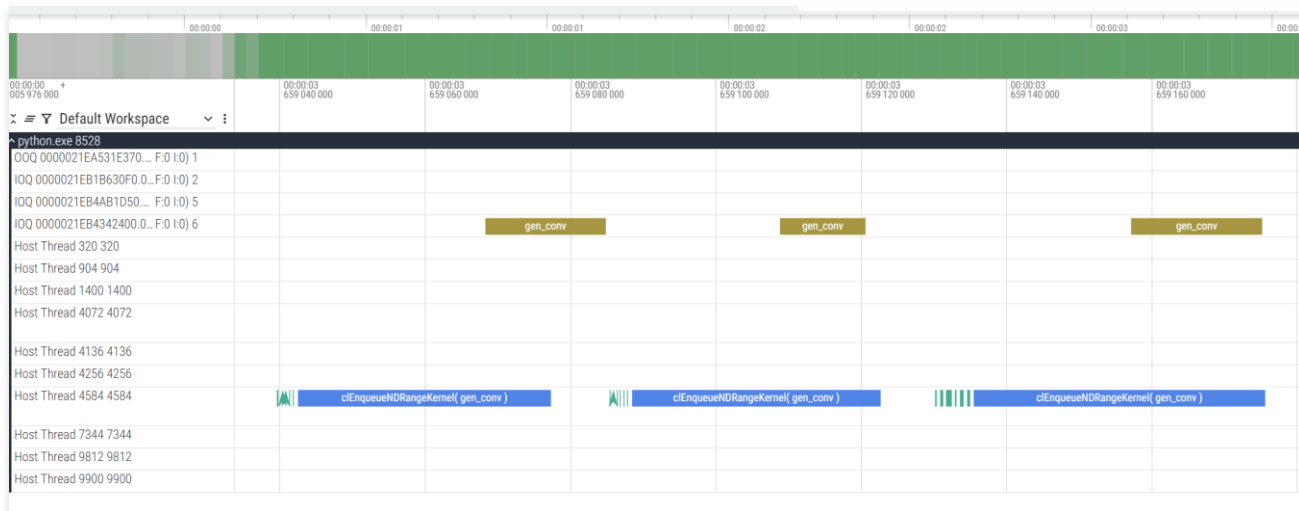 00:00:00 00:00:01 00:00:01 00:00:02 00:00:02 00:00:03 00:00:
00:00:00 + 00:00:03 00:00:03 00:00:03 00:00:03 00:00:03 00:00:03 00:00:03
005 976 000 659 040 000 659 060 000 659 080 000 659 100 000 659 120 000 659 140 000 659 160 000
Default Workspace
python.exe 8528
OOQ 0000021EA531E370.... F:0 I:0) 1
IOQ 0000021EB1B630F0.0... F:0 I:0) 2
IOQ 0000021EB4AB1D50.... F:0 I:0) 5
IOQ 0000021EB4342400.0... F:0 I:0) 6 gen_conv gen_conv gen_conv
Host Thread 320 320
Host Thread 904 904
Host Thread 1400 1400
Host Thread 4072 4072
Host Thread 4136 4136
Host Thread 4256 4256
Host Thread 4584 4584 clEnqueueNDRangeKernel( gen_conv ) clEnqueueNDRangeKernel( gen_conv ) clEnqueueNDRangeKernel( gen_conv )
Host Thread 7344 7344
Host Thread 9812 9812
Host Thread 9900 9900